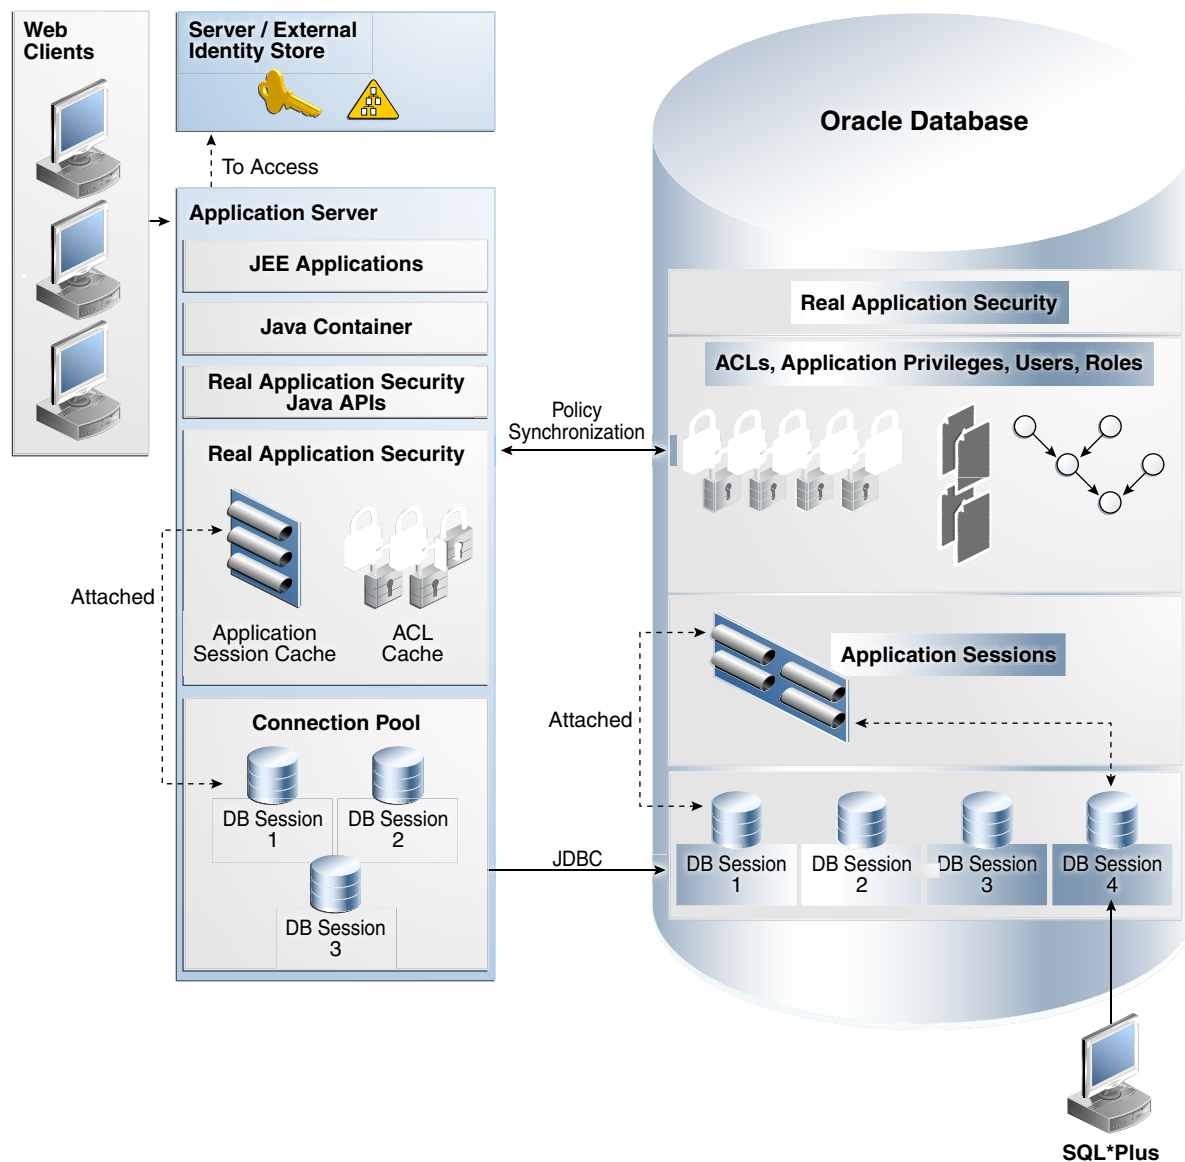 Web
Clients
Server / External
Identity Store
To Access
Application Server
JEE Applications
Java Container
Real Application Security
Java APIs
Real Application Security
Application
Session Cache
ACL
Cache
Attached
Connection Pool
DB Session
1
DB Session
2
DB Session
3
Policy
Synchronization
JDBC
Oracle Database
Real Application Security
ACLs, Application Privileges, Users, Roles
Application Sessions
Attached
DB Session
1
DB Session
2
DB Session
3
DB Session
4
SQL*Plus